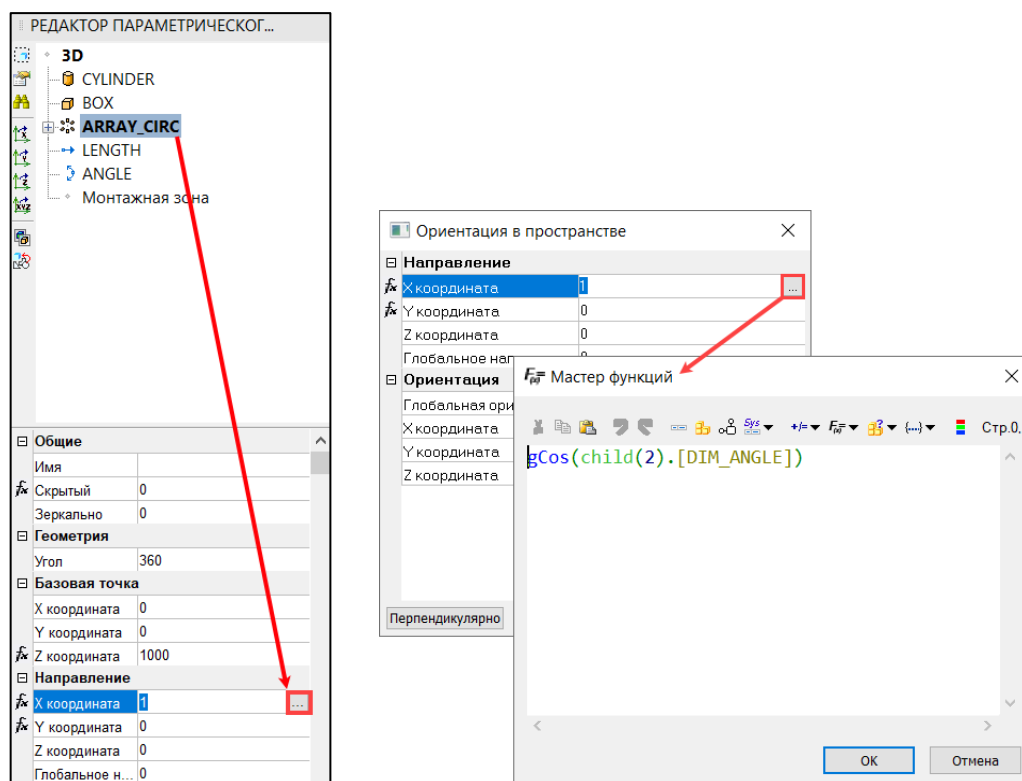 РЕДАКТОР ПАРАМЕТРИЧЕСКОГ...
3D
CYLINDER
BOX
ARRAY_CIRC
LENGTH
ANGLE
Монтажная зона
Общие
Имя
Скрытый 0
Зеркально 0
Геометрия
Угол 360
Базовая точка
X координата 0
Y координата 0
Z координата 1000
Направление
X координата 1 ...
Y координата 0
Z координата 0
Глобальное н... 0
Ориентация в пространстве
Направление
X координата 1 ...
Y координата 0
Z координата 0
Глобальное нап
Ориентация
Глобальная ори
X координата
Y координата
Z координата
Перпендикулярно
Мастер функций
Стр.0,
gCos(child(2).[DIM_ANGLE])
OK Отмена